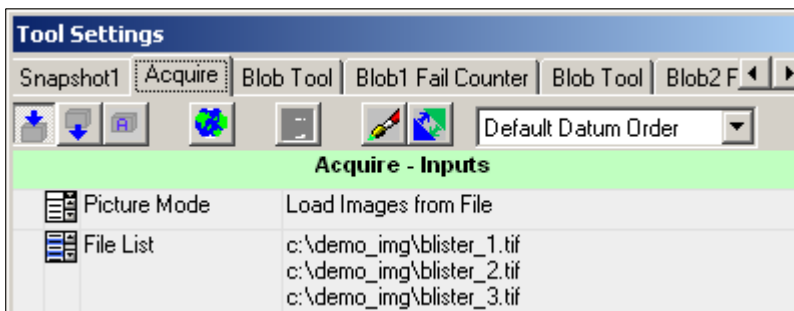 Tool Settings
Snapshot1 Acquire Blob Tool Blob1 Fail Counter Blob Tool Blob2 F
A Default Datum Order
Acquire - Inputs
Picture Mode Load Images from File
File List c:\demo_img\blister_1.tif
c:\demo_img\blister_2.tif
c:\demo_img\blister_3.tif